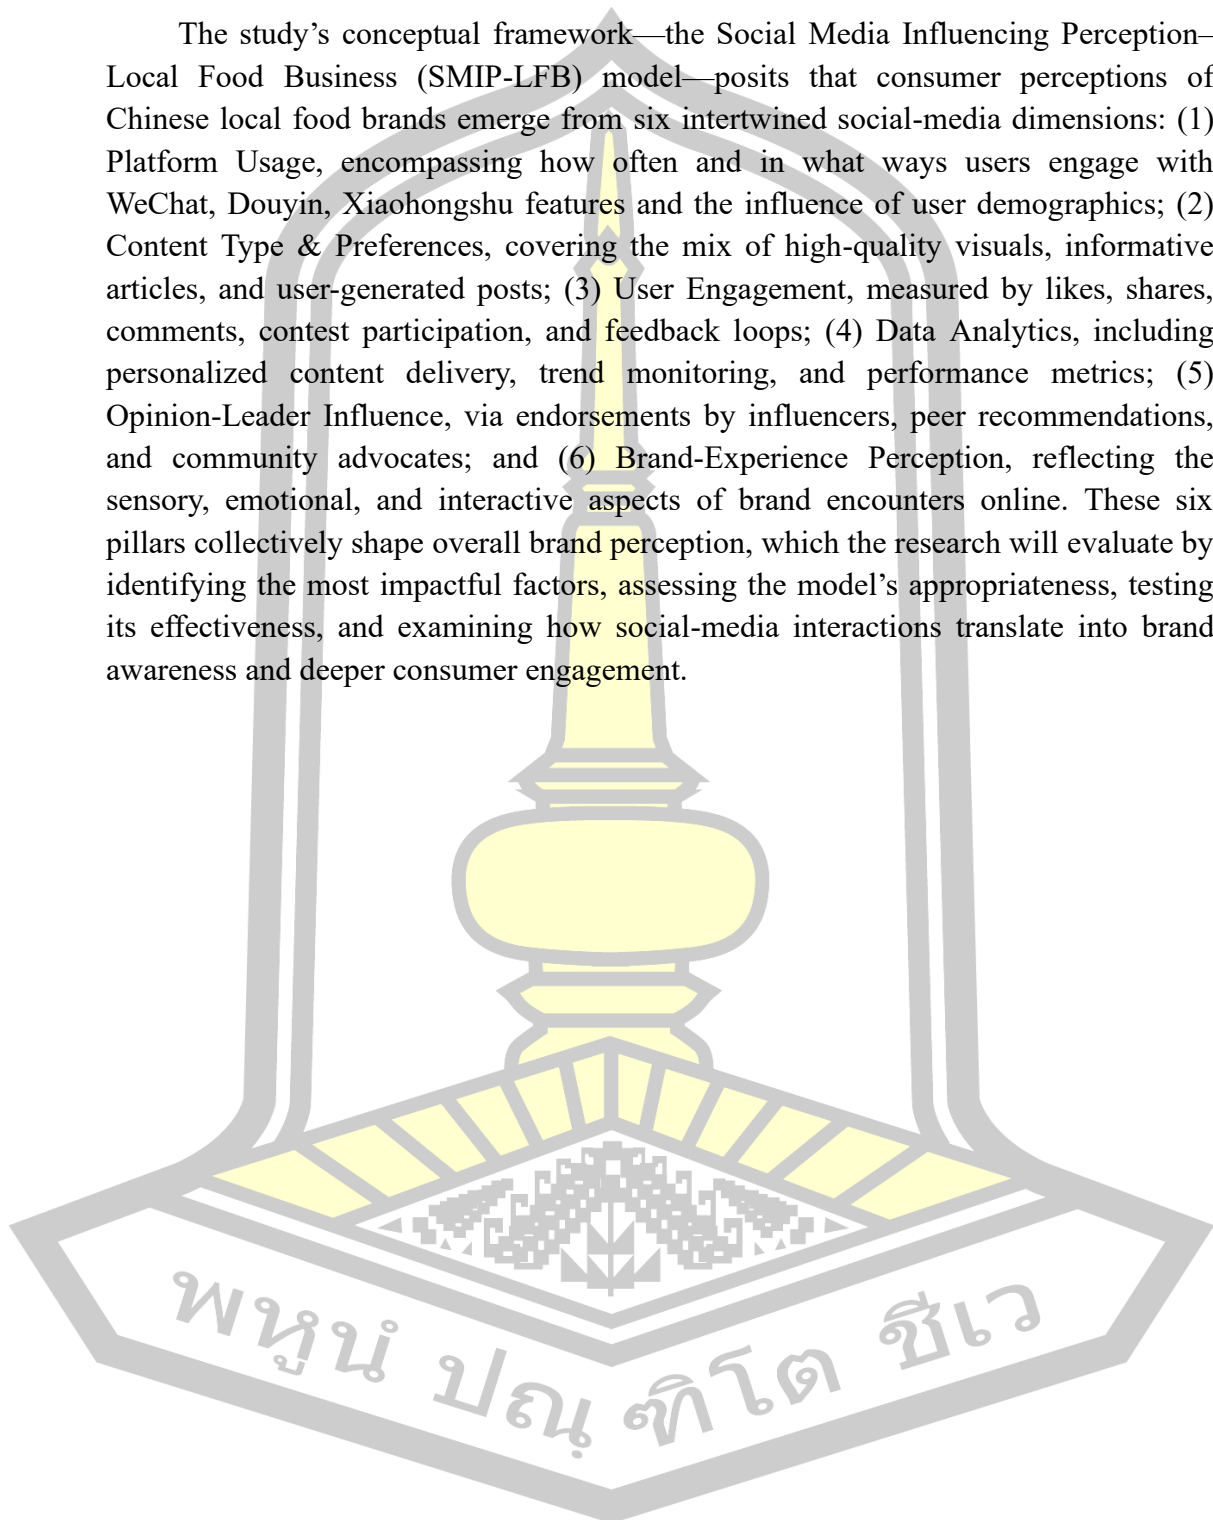 The study’s conceptual framework—the Social Media Influencing Perception–
Local Food Business (SMIP-LFB) model—posits that consumer perceptions of
Chinese local food brands emerge from six intertwined social-media dimensions: (1)
Platform Usage, encompassing how often and in what ways users engage with
WeChat, Douyin, Xiaohongshu features and the influence of user demographics; (2)
Content Type & Preferences, covering the mix of high-quality visuals, informative
articles, and user-generated posts; (3) User Engagement, measured by likes, shares,
comments, contest participation, and feedback loops; (4) Data Analytics, including
personalized content delivery, trend monitoring, and performance metrics; (5)
Opinion-Leader Influence, via endorsements by influencers, peer recommendations,
and community advocates; and (6) Brand-Experience Perception, reflecting the
sensory, emotional, and interactive aspects of brand encounters online. These six
pillars collectively shape overall brand perception, which the research will evaluate by
identifying the most impactful factors, assessing the model’s appropriateness, testing
its effectiveness, and examining how social-media interactions translate into brand
awareness and deeper consumer engagement.
พหูนํ ปณฺฑิโต ชีเว